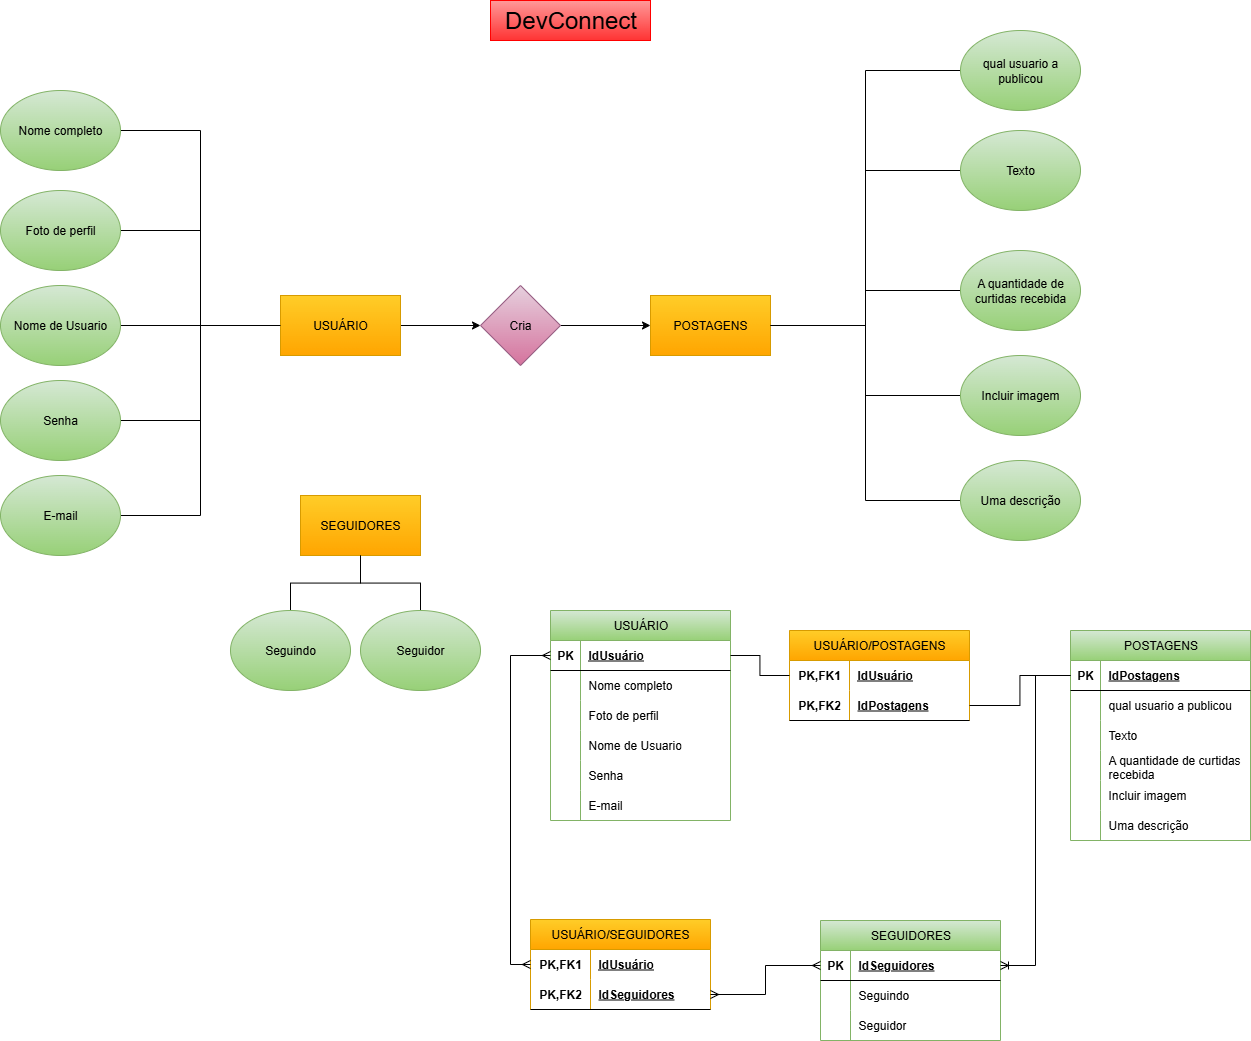 DevConnect
Nome completo
Foto de perfil
Nome de Usuario
Senha
E-mail
USUÁRIO
Cria
POSTAGENS
qual usuario a
publicou
Texto
A quantidade de
curtidas recebida
Incluir imagem
Uma descrição
SEGUIDORES
Seguindo
Seguidor
USUÁRIO
PK IdUsuário
Nome completo
Foto de perfil
Nome de Usuario
Senha
E-mail
USUÁRIO/POSTAGENS
PK,FK1 IdUsuário
PK,FK2 IdPostagens
POSTAGENS
PK IdPostagens
qual usuario a publicou
Texto
A quantidade de curtidas
recebida
Incluir imagem
Uma descrição
USUÁRIO/SEGUIDORES
PK,FK1 IdUsuário
PK,FK2 IdSeguidores
SEGUIDORES
PK IdSeguidores
Seguindo
Seguidor